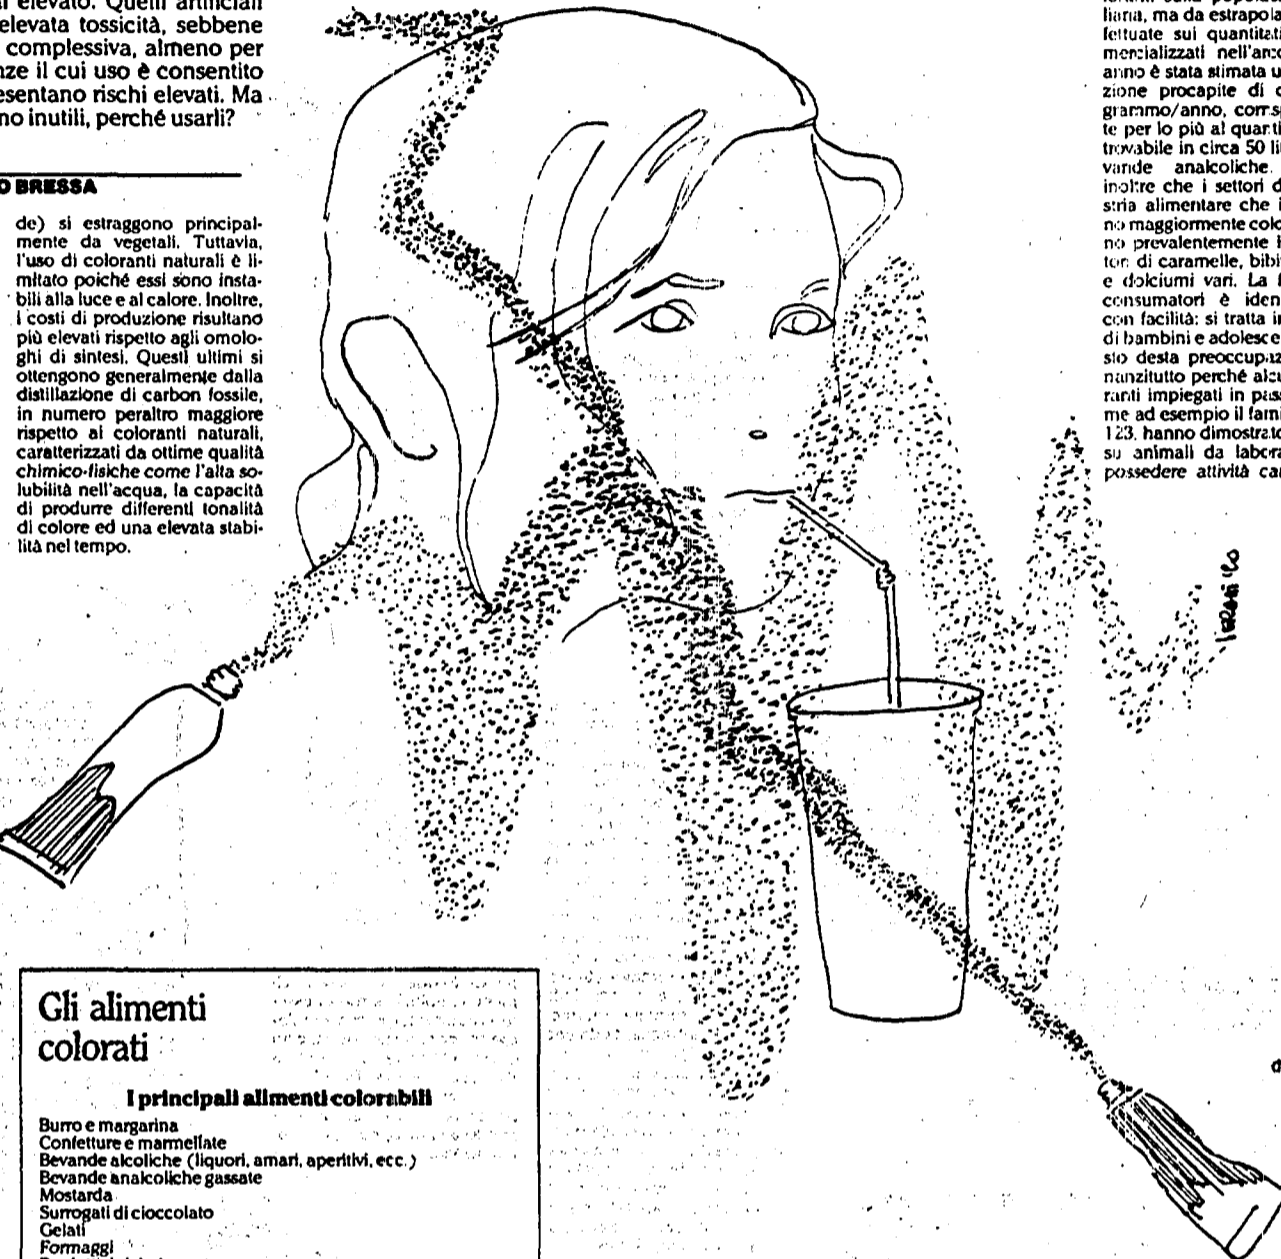 al elevato. Quelli artificiali
elevata tossicità, sebbene
complessiva, almeno per
nze il cui uso è consentito
esentano rischi elevati. Ma
no inutili, perché usarli?
O BRESSA
de) si estraggono principal-
mente da vegetali. Tuttavia,
l'uso di coloranti naturali è li-
mitato poiché essi sono insta-
bili alla luce e al calore. Inoltre,
i costi di produzione risultano
più elevati rispetto agli omolo-
ghi di sintesi. Questi ultimi si
ottengono generalmente dalla
distillazione di carbon fossile,
in numero peraltro maggiore
rispetto ai coloranti naturali,
caratterizzati da ottime qualità
chimico-fisiche come l'alta so-
lubilità nell'acqua, la capacità
di produrre differenti tonalità
di colore ed una elevata stabi-
lità nel tempo.
liana, ma da estrapola
fettuate sui quantitati
mercializzati nell'arco
anno è stata stimata u
zione procapite di c
grammo/anno, corrisp
te per lo più al quanti
trovabile in circa 50 li
vande analcoliche.
inoltre che i settori d
stria alimentare che i
no maggiormente colo
no prevalentemente i
tori di caramelle, bibi
e dolciumi vari. La
consumatori è iden
con facilità: si tratta in
di bambini e adolesce
sto desta preoccupaz
nanzitutto perché alcu
ranti impiegati in pass
me ad esempio il fami
123, hanno dimostrato
su animali da labora
possedere attività can
Gli alimenti
colorati
I principali alimenti colorabili
Burro e margarina
Confetture e marmellate
Bevande alcoliche (liquori, amari, aperitivi, ecc.)
Bevande analcoliche gassate
Mostarda
Surrogati di cioccolato
Gelati
Formaggi